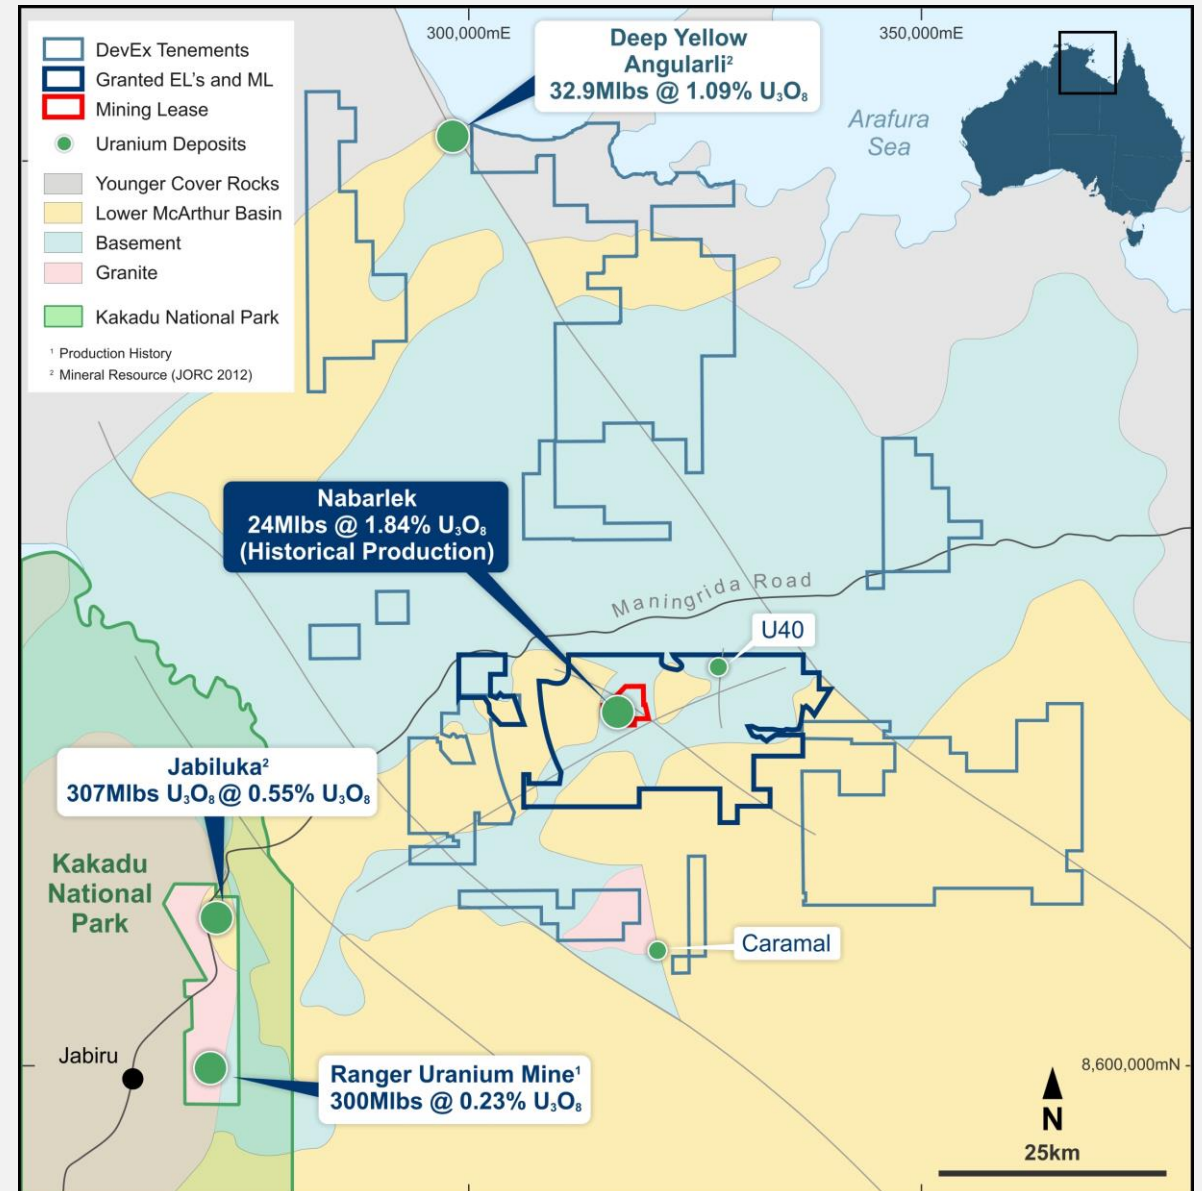 DevEx Tenements
Granted EL's and ML
Mining Lease
Uranium Deposits
Younger Cover Rocks
Lower McArthur Basin
Basement
Granite
Kakadu National Park
¹ Production History
² Mineral Resource (JORC 2012)
300,000mE
350,000mE
Deep Yellow
Angularli²
32.9Mlbs @ 1.09% U₃O₈
Arafura
Sea
Nabarlek
24Mlbs @ 1.84% U₃O₈
(Historical Production)
Maningrida Road
U40
Jabiluka²
307Mlbs U₃O₈ @ 0.55% U₃O₈
Kakadu
National
Park
Caramal
Jabiru
Ranger Uranium Mine¹
300Mlbs @ 0.23% U₃O₈
8,600,000mN
N
25km